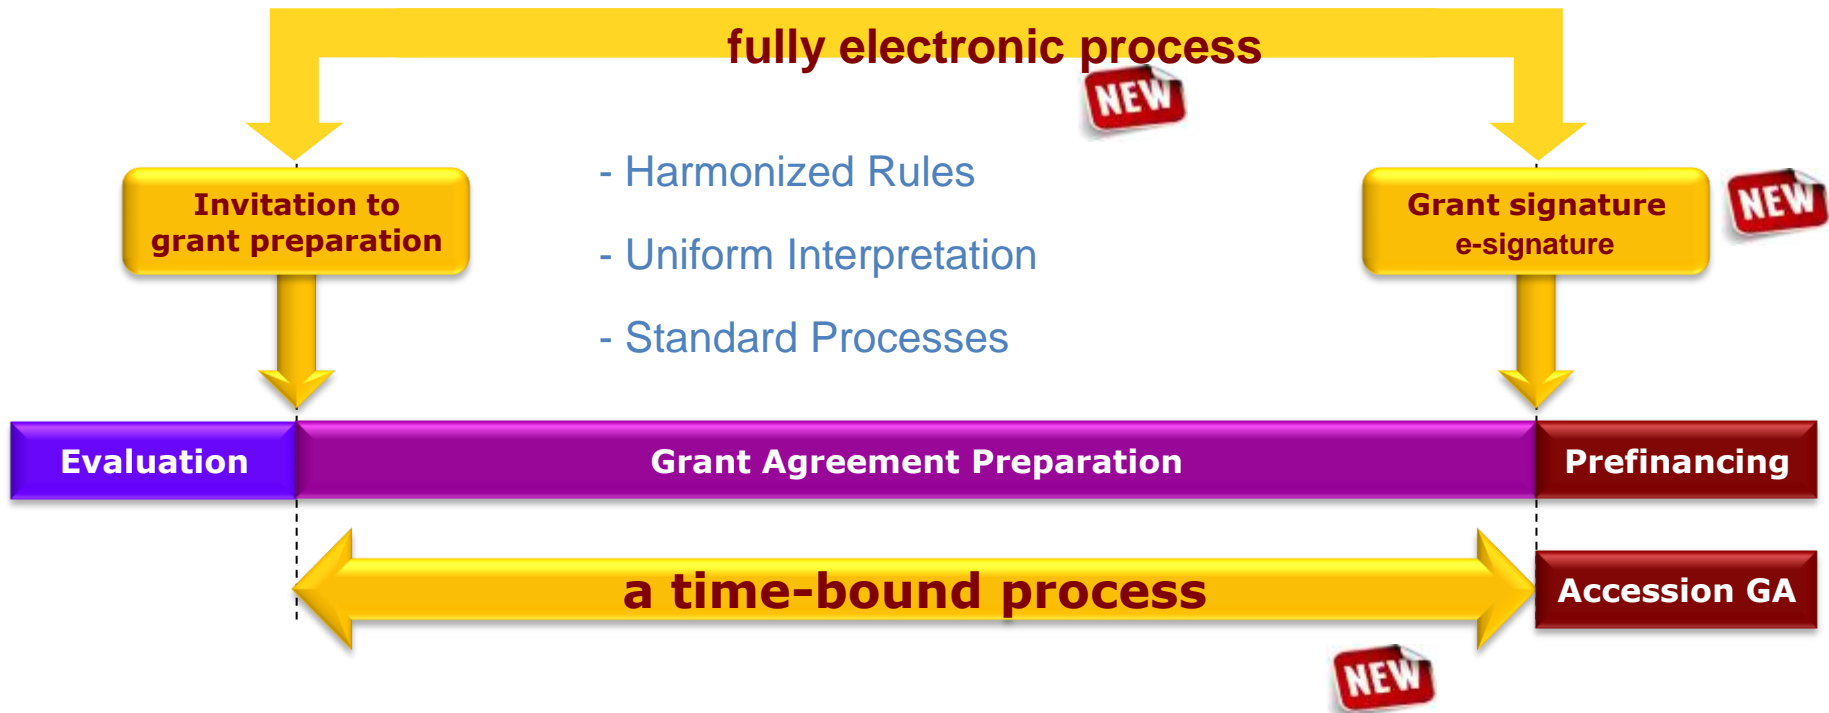 fully electronic process
NEW
- Harmonized Rules
Invitation to
grant preparation
Grant signature
e-signature
NEW
- Uniform Interpretation
- Standard Processes
Evaluation
Grant Agreement Preparation
Prefinancing
a time-bound process
Accession GA
NEW